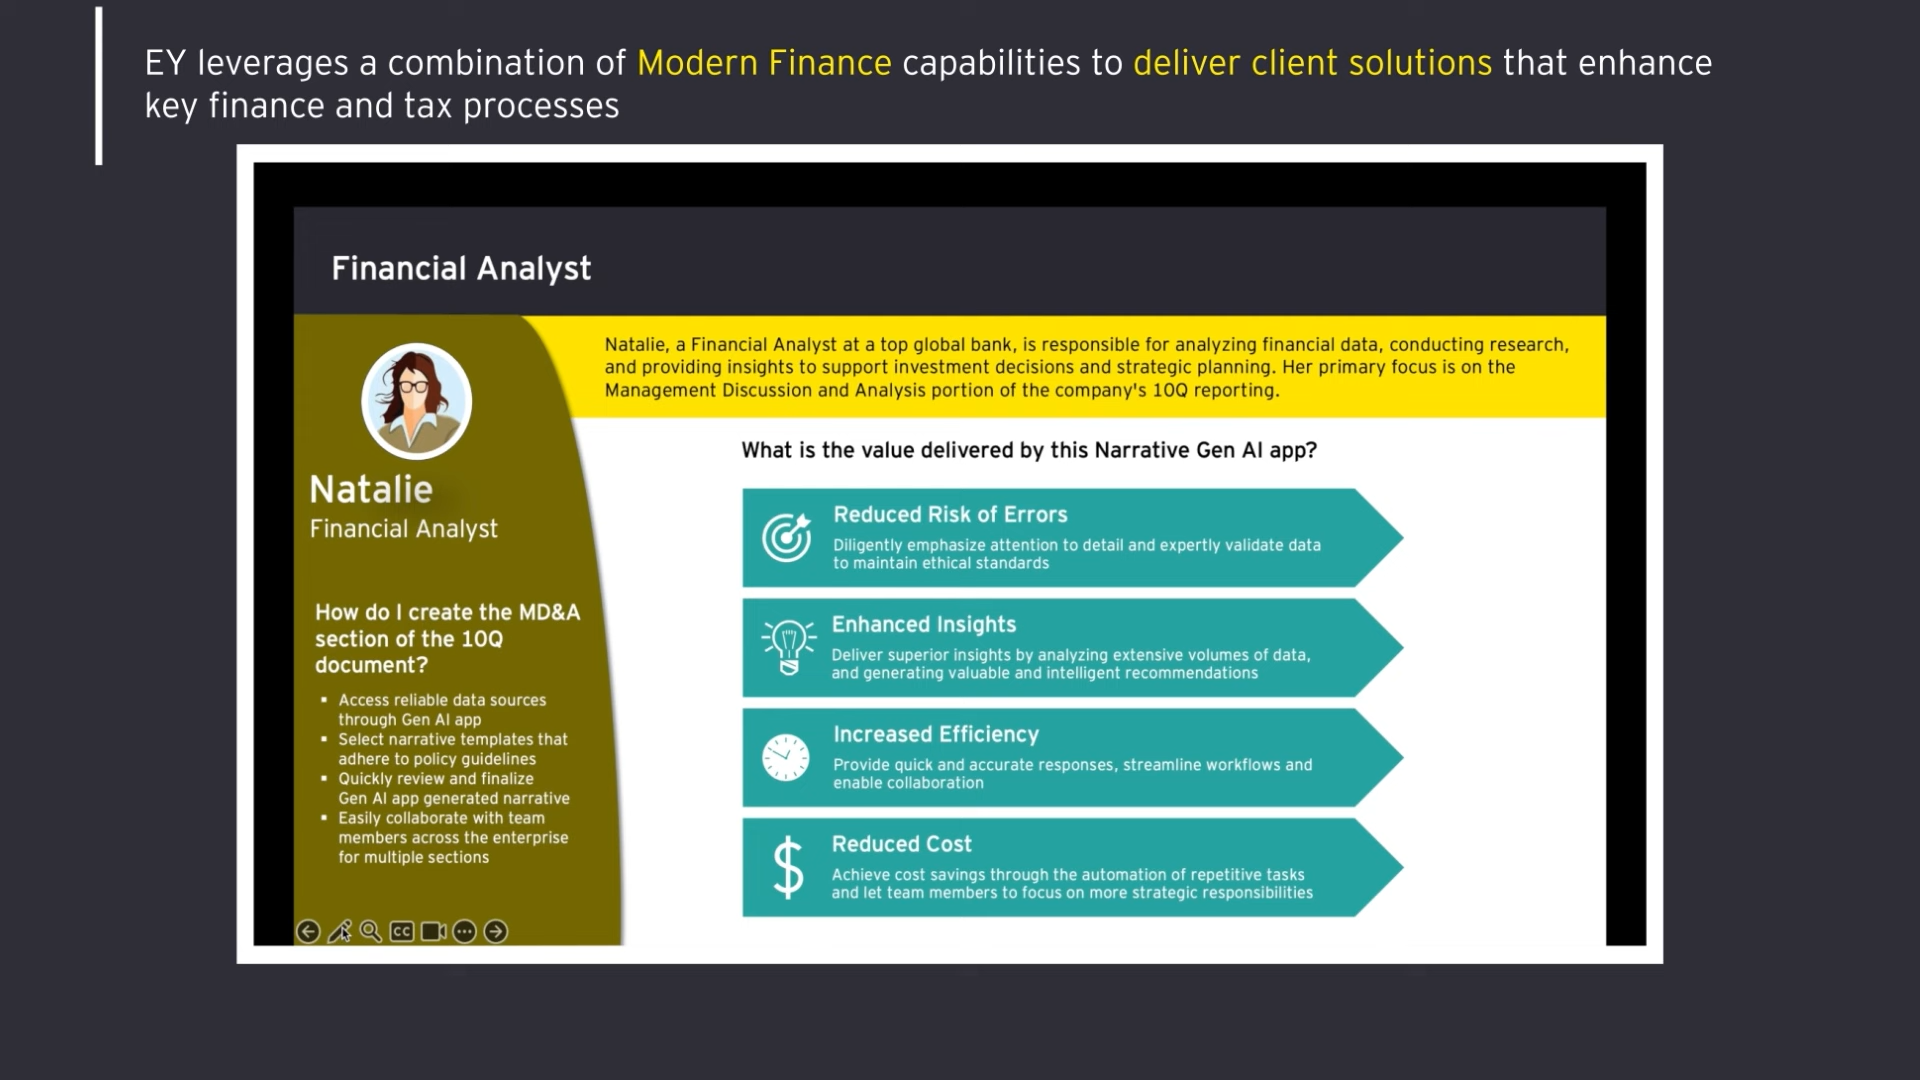 EY leverages a combination of Modern Finance capabilities to deliver client solutions that enhance
key finance and tax processes
Financial Analyst
Natalie, a Financial Analyst at a top global bank, is responsible for analyzing financial data, conducting research,
and providing insights to support investment decisions and strategic planning. Her primary focus is on the
Management Discussion and Analysis portion of the company's 10Q reporting.
Natalie
Financial Analyst
How do I create the MD&A
section of the 10Q
document?
▪ Access reliable data sources
through Gen AI app
▪ Select narrative templates that
adhere to policy guidelines
▪ Quickly review and finalize
Gen AI app generated narrative
▪ Easily collaborate with team
members across the enterprise
for multiple sections
What is the value delivered by this Narrative Gen AI app?
Reduced Risk of Errors
Diligently emphasize attention to detail and expertly validate data
to maintain ethical standards
Enhanced Insights
Deliver superior insights by analyzing extensive volumes of data,
and generating valuable and intelligent recommendations
Increased Efficiency
Provide quick and accurate responses, streamline workflows and
enable collaboration
$
Reduced Cost
Achieve cost savings through the automation of repetitive tasks
and let team members to focus on more strategic responsibilities
CC